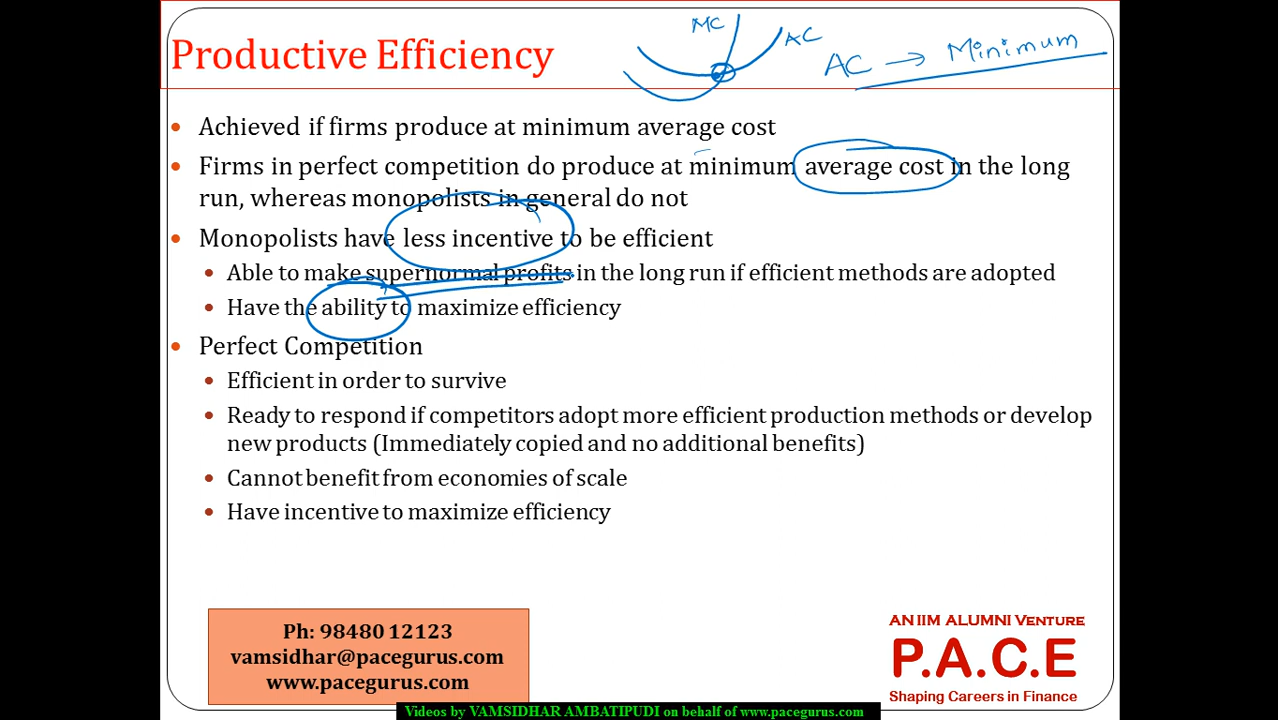 MC
AC
AC → Minimum
Productive Efficiency
Achieved if firms produce at minimum average cost
Firms in perfect competition do produce at minimum average cost in the long
run, whereas monopolists in general do not
Monopolists have less incentive to be efficient
Able to make supernormal profits in the long run if efficient methods are adopted
Have the ability to maximize efficiency
Perfect Competition
Efficient in order to survive
Ready to respond if competitors adopt more efficient production methods or develop
new products (Immediately copied and no additional benefits)
Cannot benefit from economies of scale
Have incentive to maximize efficiency
Ph: 98480 12123
vamsidhar@pacegurus.com
www.pacegurus.com
AN IIM ALUMNI VENTURE
P.A.C.E
Shaping Careers in Finance
Videos by VAMSIDHAR AMBATIPUDI on behalf of www.pacegurus.com